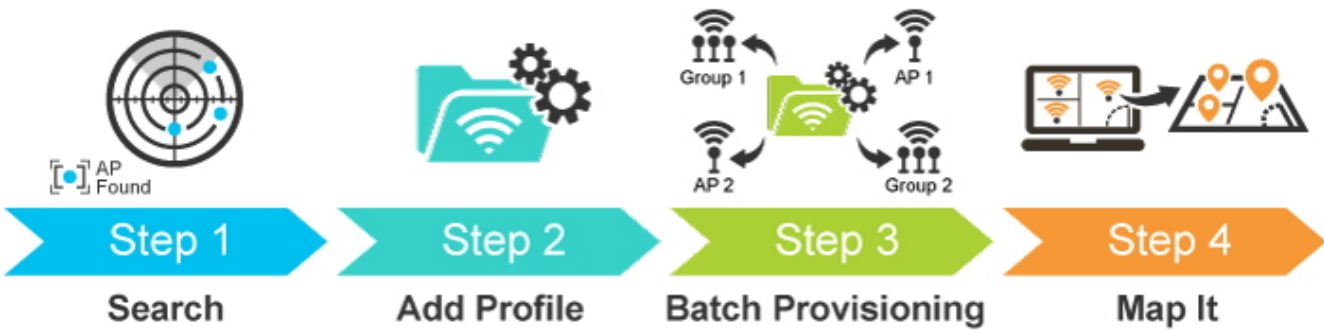 AP
Found
Group 1
AP 1
AP 2
Group 2
Step 1
Step 2
Step 3
Step 4
Search
Add Profile
Batch Provisioning
Map It